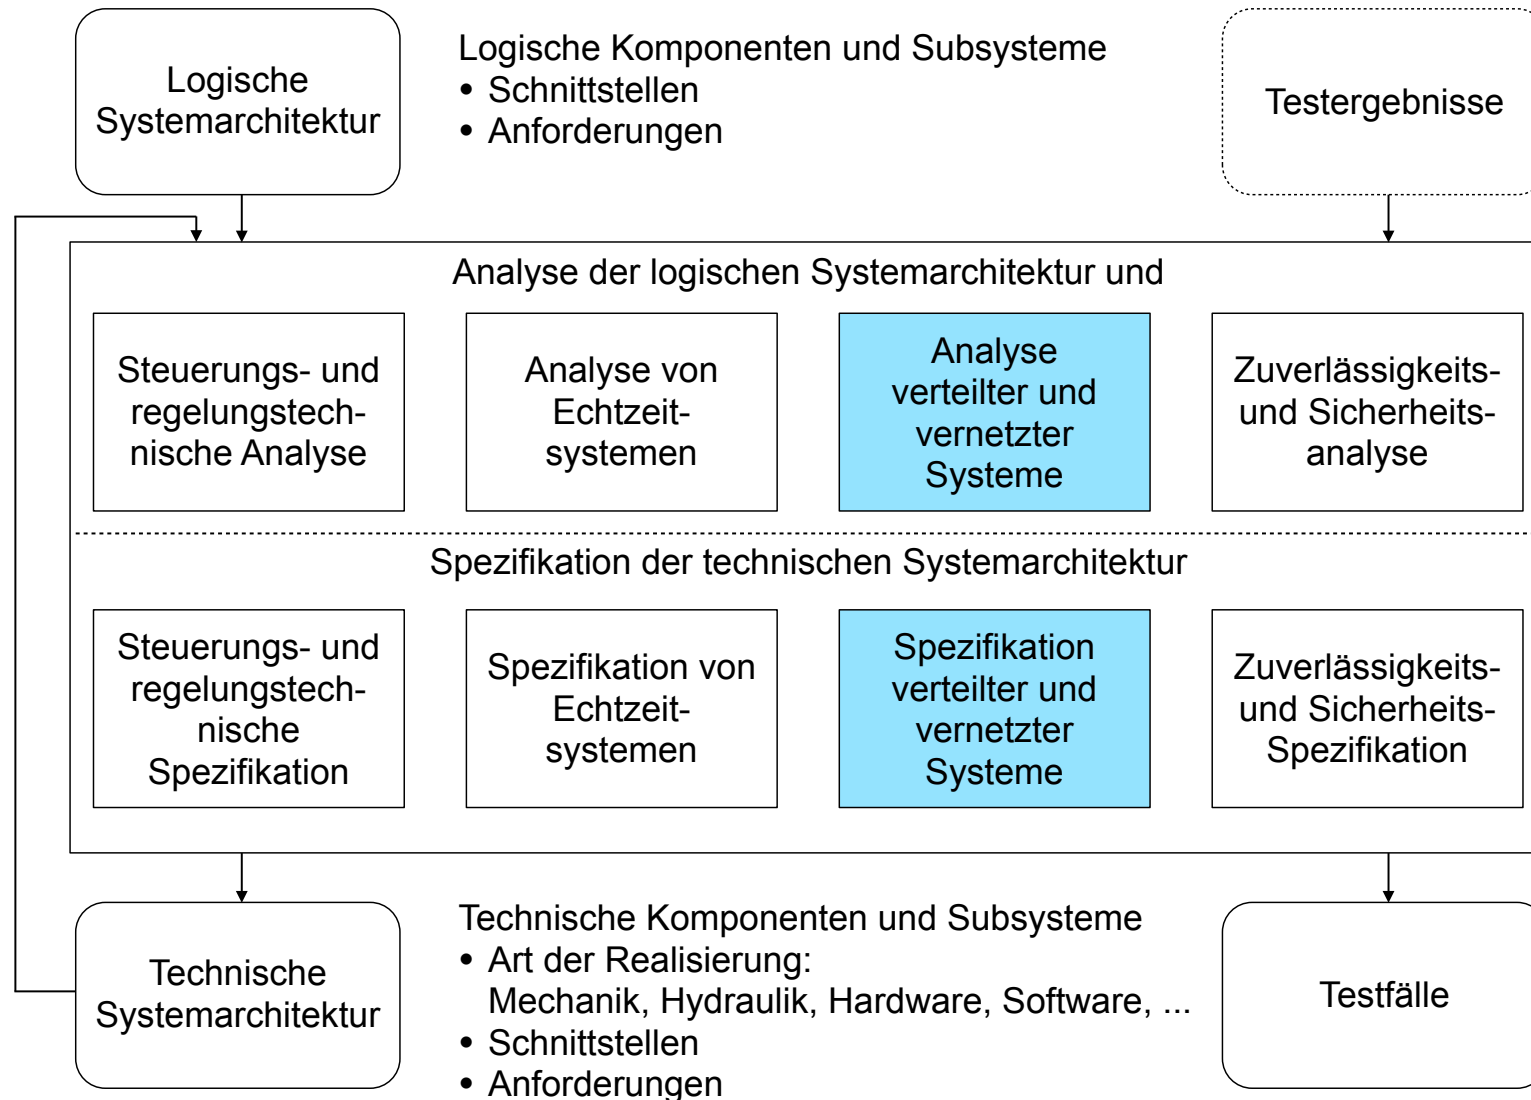 Logische
Systemarchitektur
Logische Komponenten und Subsysteme
• Schnittstellen
• Anforderungen
Testergebnisse
Analyse der logischen Systemarchitektur und
Steuerungs- und
regelungstech-
nische Analyse
Analyse von
Echtzeit-
systemen
Analyse
verteilter und
vernetzter
Systeme
Zuverlässigkeits-
und Sicherheits-
analyse
Spezifikation der technischen Systemarchitektur
Steuerungs- und
regelungstech-
nische
Spezifikation
Spezifikation von
Echtzeit-
systemen
Spezifikation
verteilter und
vernetzter
Systeme
Zuverlässigkeits-
und Sicherheits-
Spezifikation
Technische
Systemarchitektur
Technische Komponenten und Subsysteme
• Art der Realisierung:
Mechanik, Hydraulik, Hardware, Software, ...
• Schnittstellen
• Anforderungen
Testfälle